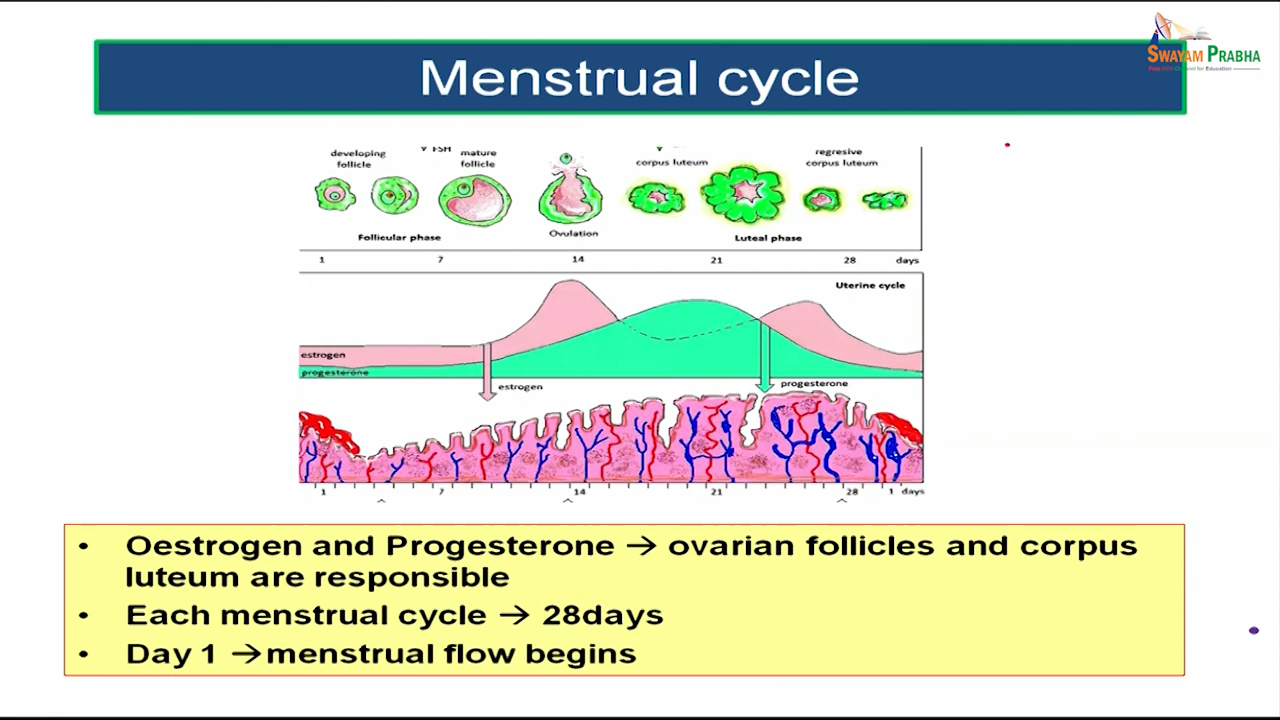 SWAYAM PRABHA
Menstrual cycle
developing
follicle
mature
follicle
corpus luteum
regresive
corpus luteum
Follicular phase
Ovulation
Luteal phase
1 7 14 21 28 days
Uterine cycle
estrogen
progesterone
estrogen
progesterone
1 7 14 21 28 1 days
• Oestrogen and Progesterone → ovarian follicles and corpus
luteum are responsible
• Each menstrual cycle → 28days
• Day 1 →menstrual flow begins